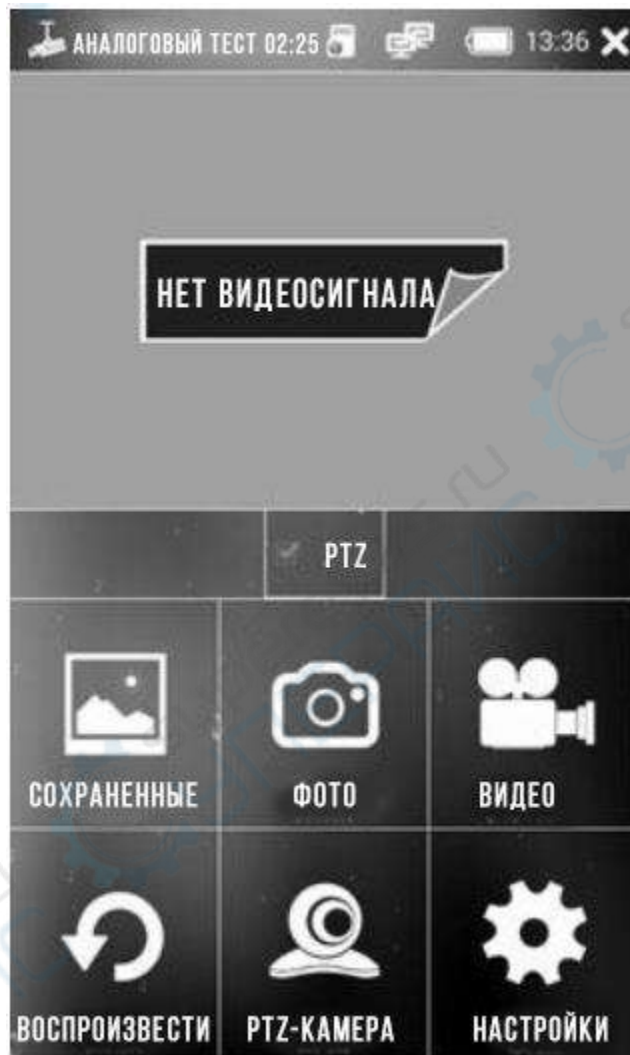 АНАЛОГОВЫЙ ТЕСТ 02:25 13:36
НЕТ ВИДЕОСИГНАЛА
PTZ
СОХРАНЕННЫЕ ФОТО ВИДЕО
ВОСПРОИЗВЕСТИ PTZ-КАМЕРА НАСТРОЙКИ